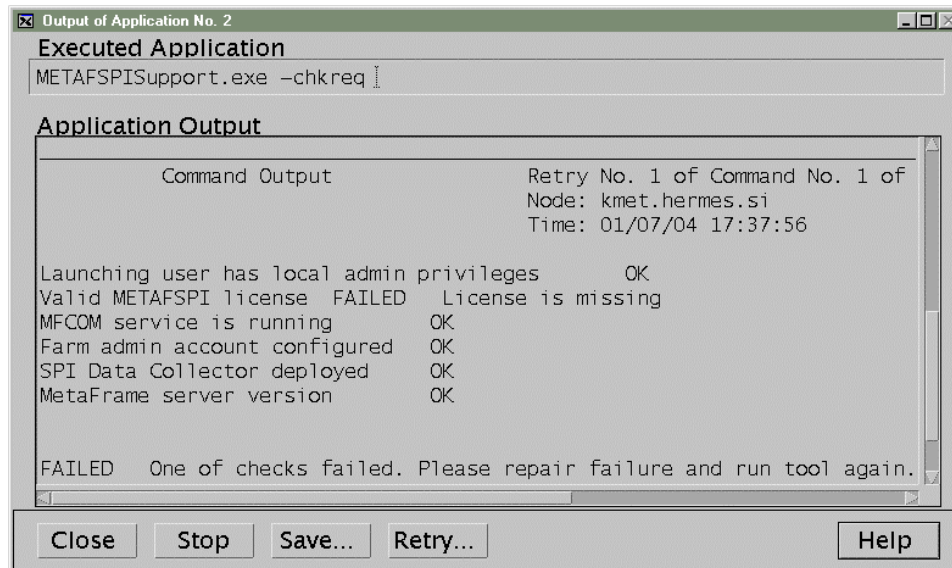 Output of Application No. 2
Executed Application
METAFSPISupport.exe -chkreq
Application Output
Command Output Retry No. 1 of Command No. 1 of
Node: kmet.hermes.si
Time: 01/07/04 17:37:56
Launching user has local admin privileges OK
Valid METAFSPI license FAILED License is missing
MFCOM service is running OK
Farm admin account configured OK
SPI Data Collector deployed OK
MetaFrame server version OK
FAILED One of checks failed. Please repair failure and run tool again.
Close Stop Save... Retry... Help